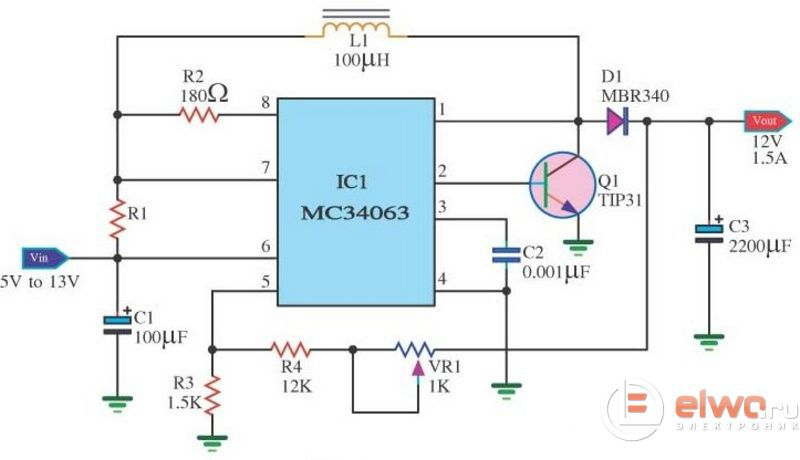 L1
100μH
R2
180Ω
8
1
D1
MBR340
Vout
12V
1.5A
7
2
IC1
MC34063
Q1
TIP31
R1
3
C3
2200μF
Vin
5V to 13V
6
C2
0.001μF
5
4
C1
100μF
R4
12K
VR1
1K
R3
1.5K
elwo.ru
ЭЛЕКТРОНИК